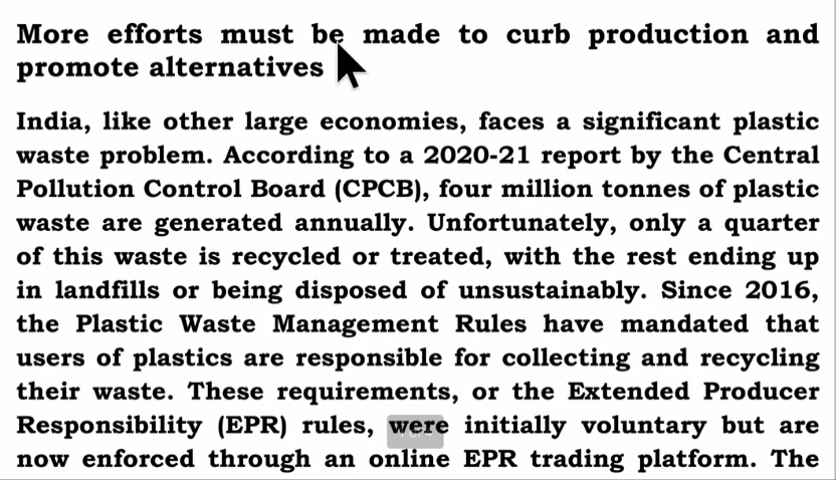 More efforts must be made to curb production and
promote alternatives
India, like other large economies, faces a significant plastic
waste problem. According to a 2020-21 report by the Central
Pollution Control Board (CPCB), four million tonnes of plastic
waste are generated annually. Unfortunately, only a quarter
of this waste is recycled or treated, with the rest ending up
in landfills or being disposed of unsustainably. Since 2016,
the Plastic Waste Management Rules have mandated that
users of plastics are responsible for collecting and recycling
their waste. These requirements, or the Extended Producer
Responsibility (EPR) rules, were initially voluntary but are
now enforced through an online EPR trading platform. The